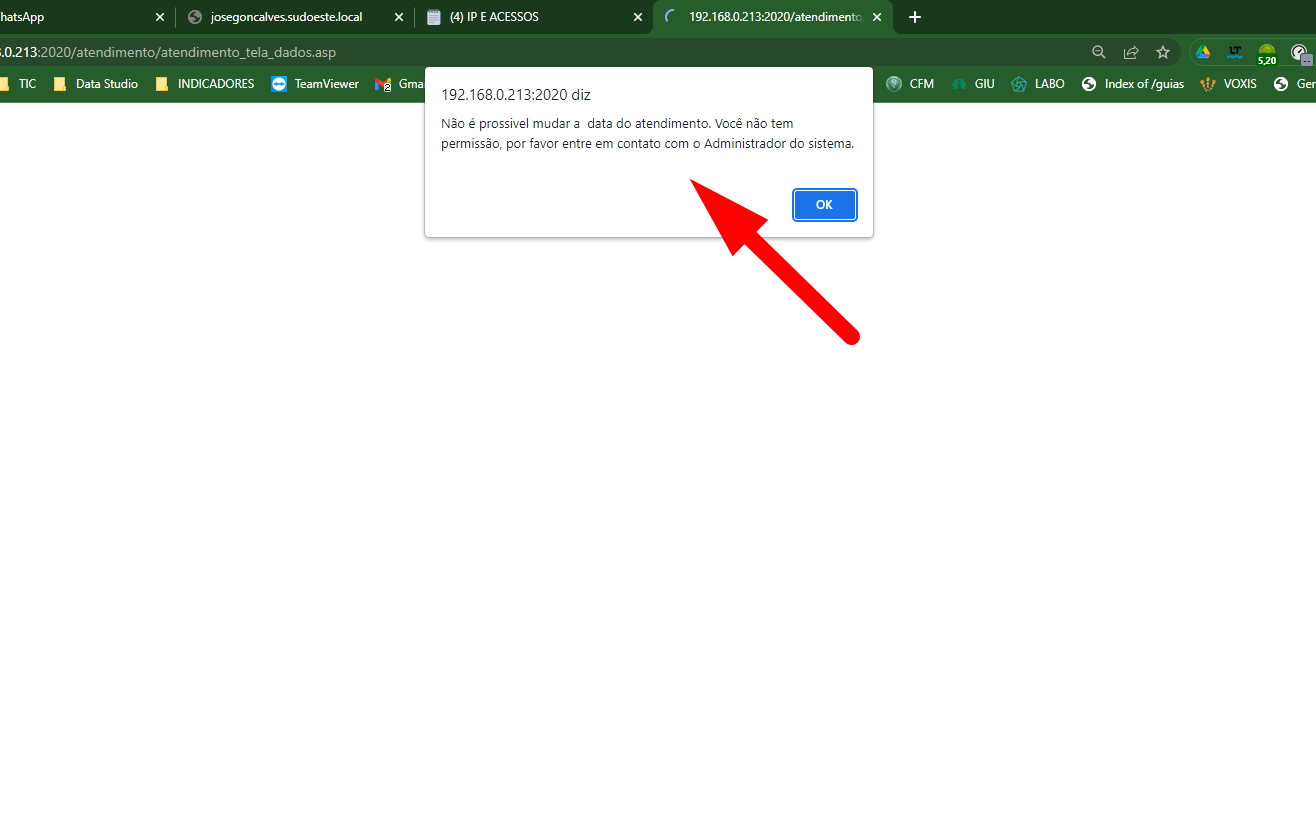 hatsApp
josegoncalves.sudoeste.local
(4) IP E ACESSOS
192.168.0.213:2020/atendimento
.0.213:2020/atendimento/atendimento_tela_dados.asp
5,20
TIC
Data Studio
INDICADORES
TeamViewer
2
Gma
CFM
GIU
LABO
Index of /guias
VOXIS
Ger
192.168.0.213:2020 diz
Não é prossivel mudar a  data do atendimento. Você não tem
permissão, por favor entre em contato com o Administrador do sistema.
OK